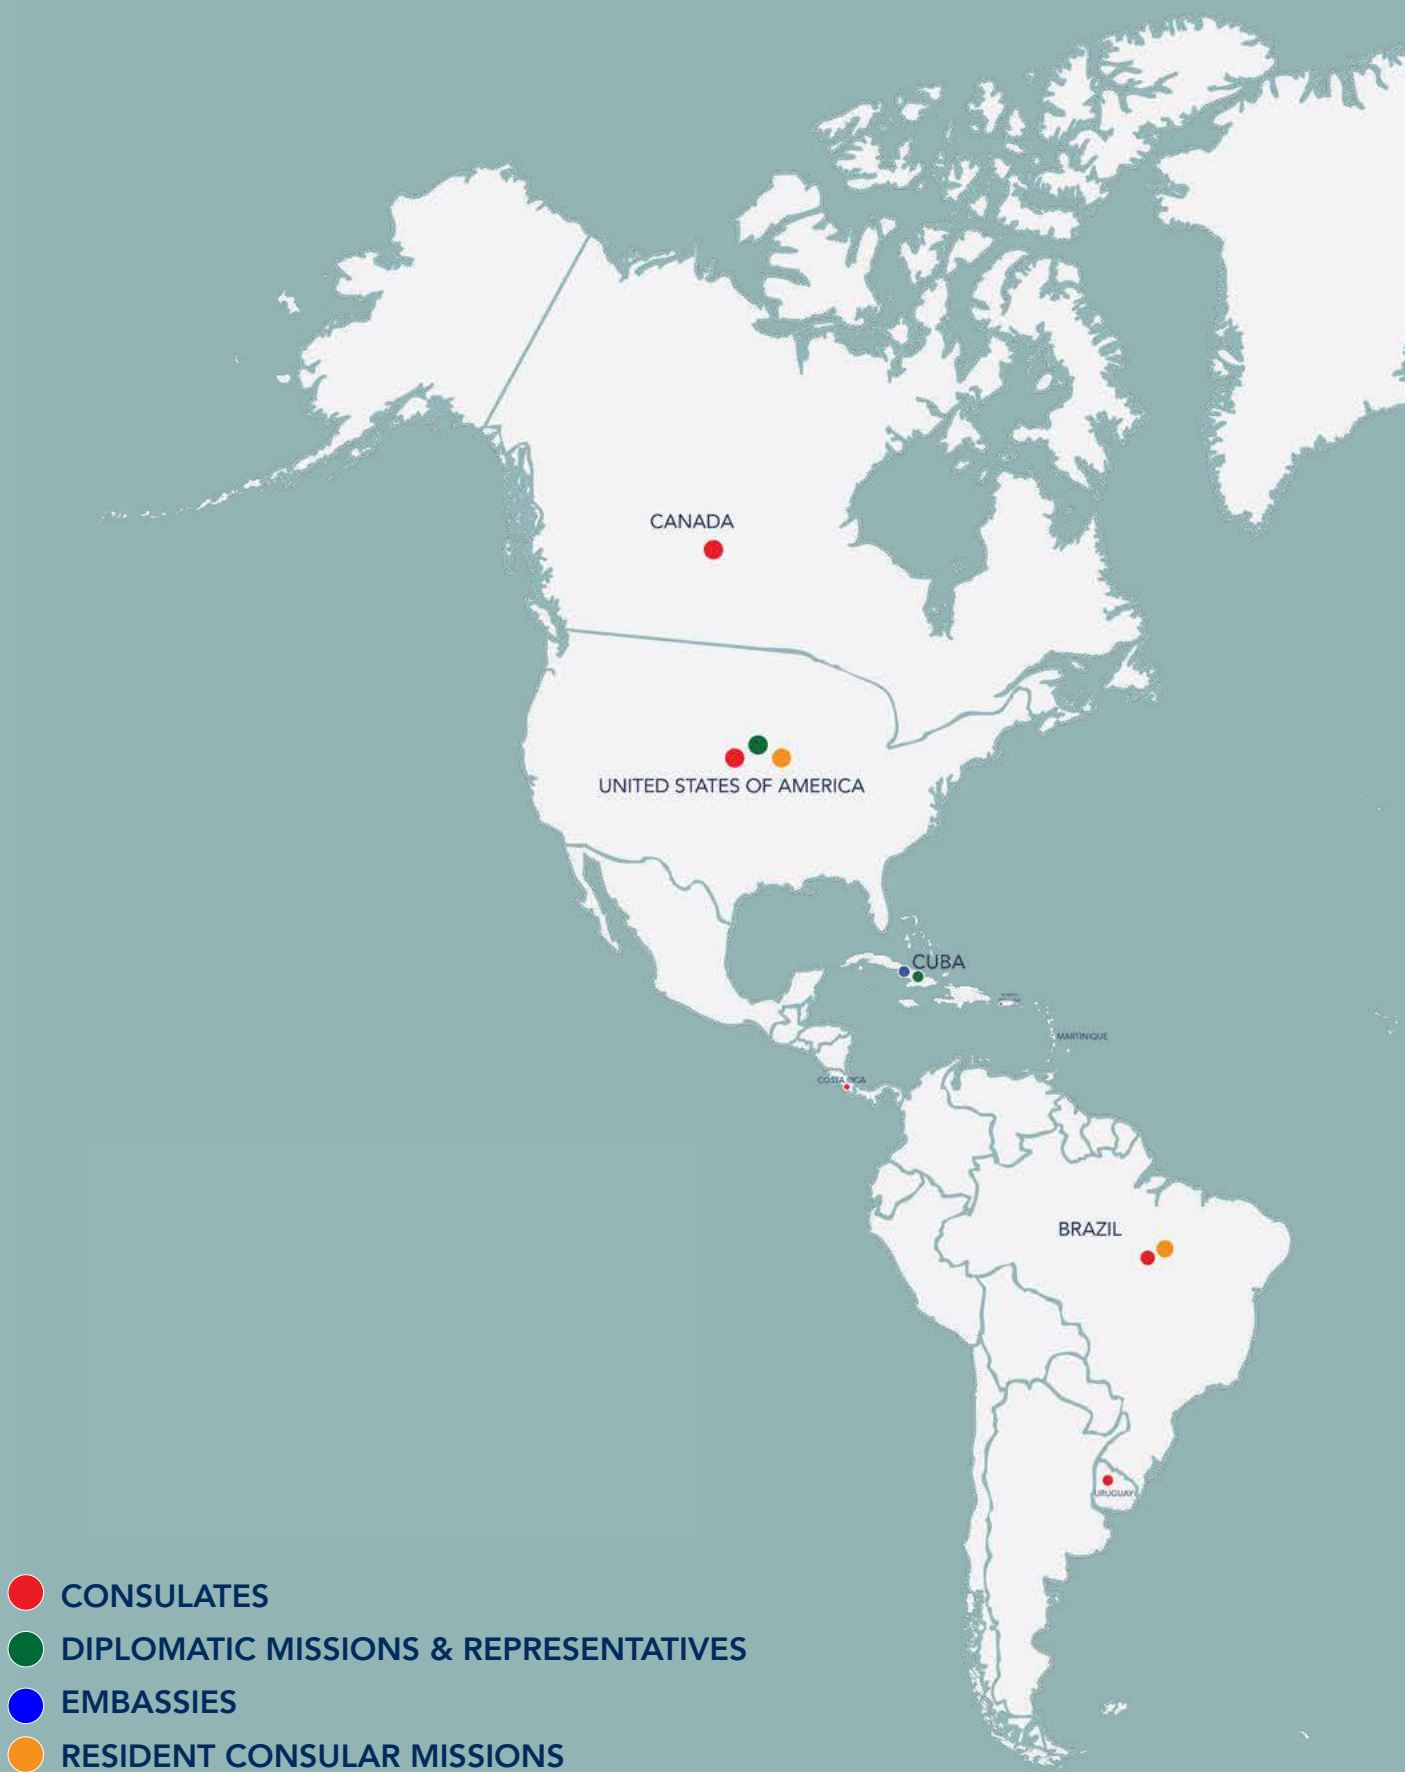 CANADA
UNITED STATES OF AMERICA
CUBA
MARTINIQUE
COSTA RICA
BRAZIL
URUGUAY
CONSULATES
DIPLOMATIC MISSIONS & REPRESENTATIVES
EMBASSIES
RESIDENT CONSULAR MISSIONS